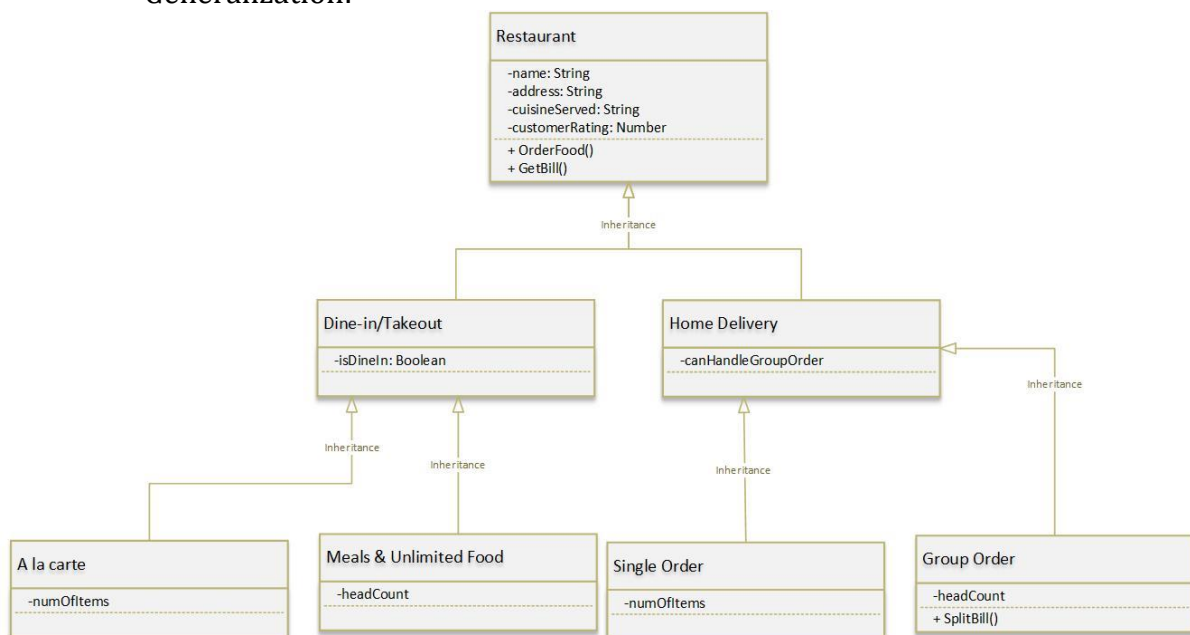 Generalization:
Restaurant
-name: String
-address: String
-cuisineServed: String
-customerRating: Number
+ OrderFood()
+ GetBill()
Inheritance
Dine-in/Takeout
-isDineIn: Boolean
Home Delivery
-canHandleGroupOrder
Inheritance
Inheritance
Inheritance
Inheritance
A la carte
-numOfItems
Meals & Unlimited Food
-headCount
Single Order
-numOfItems
Group Order
-headCount
+ SplitBill()